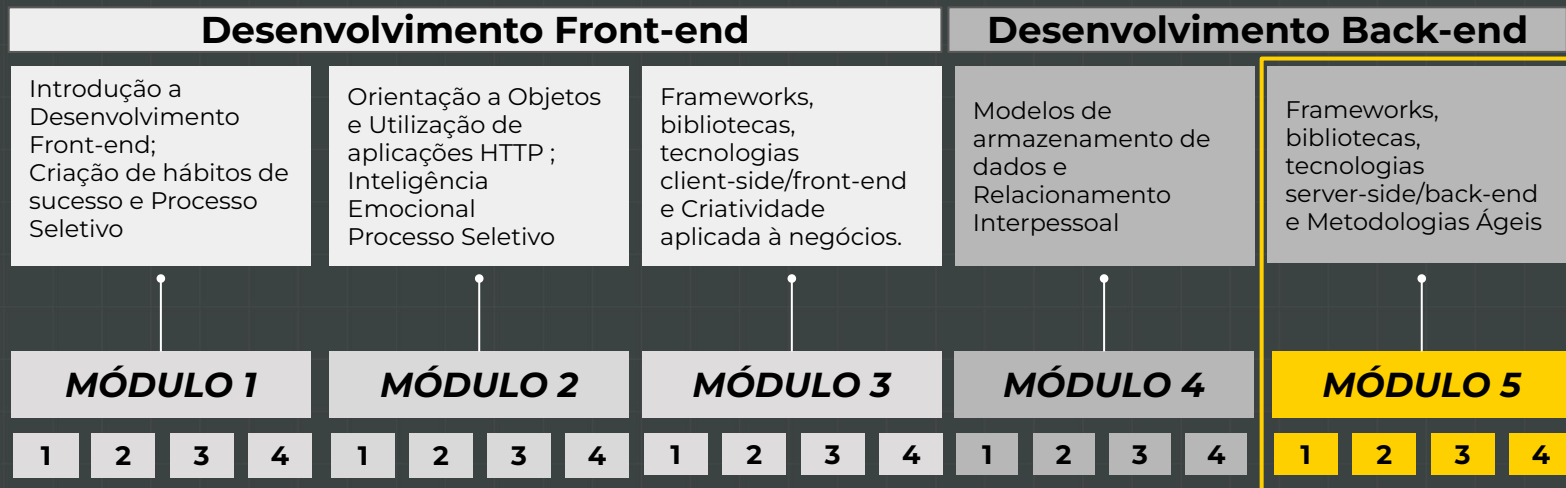 Desenvolvimento Front-end
Desenvolvimento Back-end
Introdução a
Desenvolvimento
Front-end;
Criação de hábitos de
sucesso e Processo
Seletivo
Orientação a Objetos
e Utilização de
aplicações HTTP ;
Inteligência
Emocional
Processo Seletivo
Frameworks,
bibliotecas,
tecnologias
client-side/front-end
e Criatividade
aplicada à negócios.
Modelos de
armazenamento de
dados e
Relacionamento
Interpessoal
Frameworks,
bibliotecas,
tecnologias
server-side/back-end
e Metodologias Ágeis
MÓDULO 1
MÓDULO 2
MÓDULO 3
MÓDULO 4
MÓDULO 5
1 2 3 4
1 2 3 4
1 2 3 4
1 2 3 4
1 2 3 4